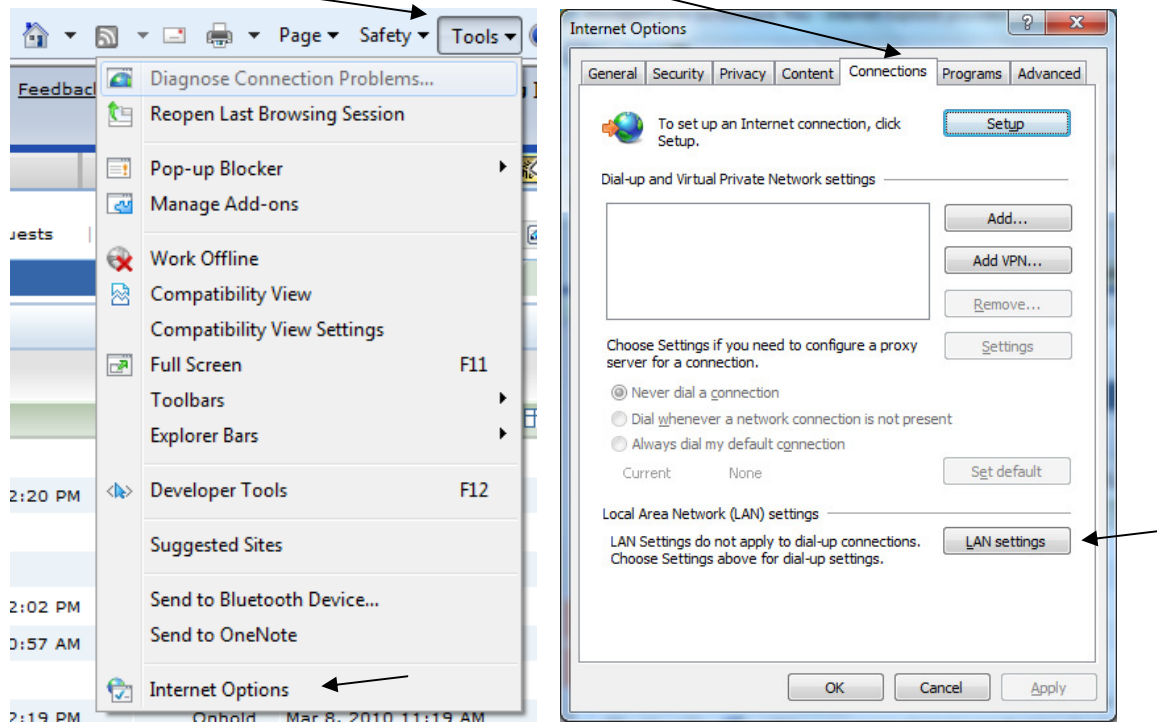 Page Safety Tools
Feedbac
Diagnose Connection Problems...
Reopen Last Browsing Session
Pop-up Blocker
Manage Add-ons
uests
Work Offline
Compatibility View
Compatibility View Settings
Full Screen F11
Toolbars
Explorer Bars
2:20 PM
Developer Tools F12
Suggested Sites
Send to Bluetooth Device...
2:02 PM
Send to OneNote
0:57 AM
Internet Options
2:19 PM Onhold Mar 8, 2010 11:19 AM
Internet Options
General Security Privacy Content Connections Programs Advanced
To set up an Internet connection, click
Setup.
Setup
Dial-up and Virtual Private Network settings
Add...
Add VPN...
Remove...
Choose Settings if you need to configure a proxy
server for a connection.
Settings
Never dial a connection
Dial whenever a network connection is not present
Always dial my default connection
Current None
Set default
Local Area Network (LAN) settings
LAN Settings do not apply to dial-up connections.
Choose Settings above for dial-up settings.
LAN settings
OK Cancel Apply